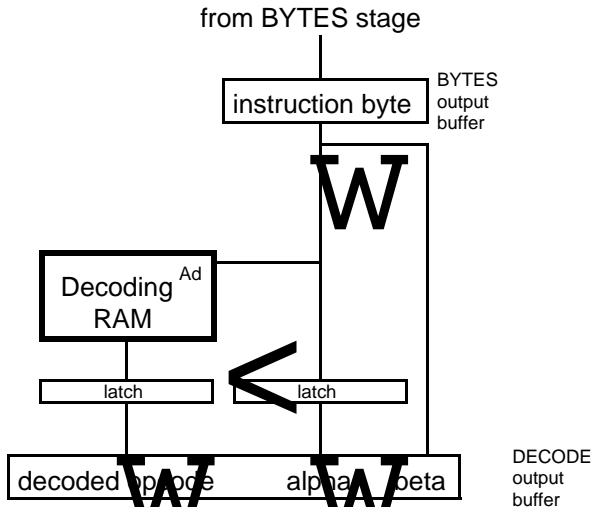 from BYTES stage
BYTES
output
buffer
instruction byte
W
Ad
Decoding
RAM
<
latch
latch
W
W
decoded opcode
alpha
beta
DECODE
output
buffer